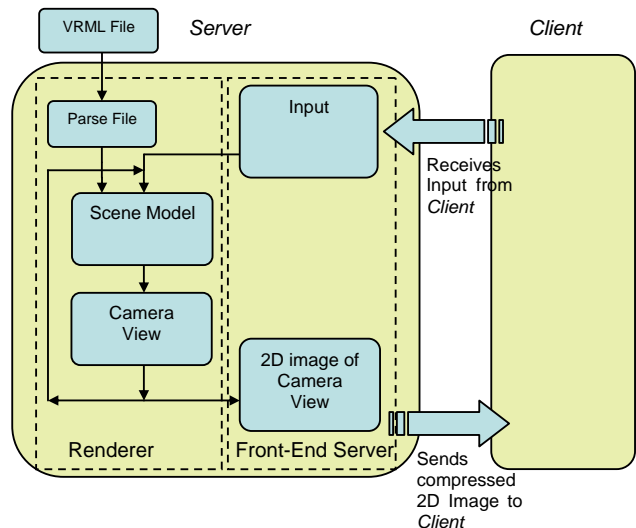 VRML File
Server
Client
Parse File
Input
Receives
Input from
Client
Scene Model
Camera
View
2D image of
Camera
View
Renderer
Front-End Server
Sends
compressed
2D Image to
Client